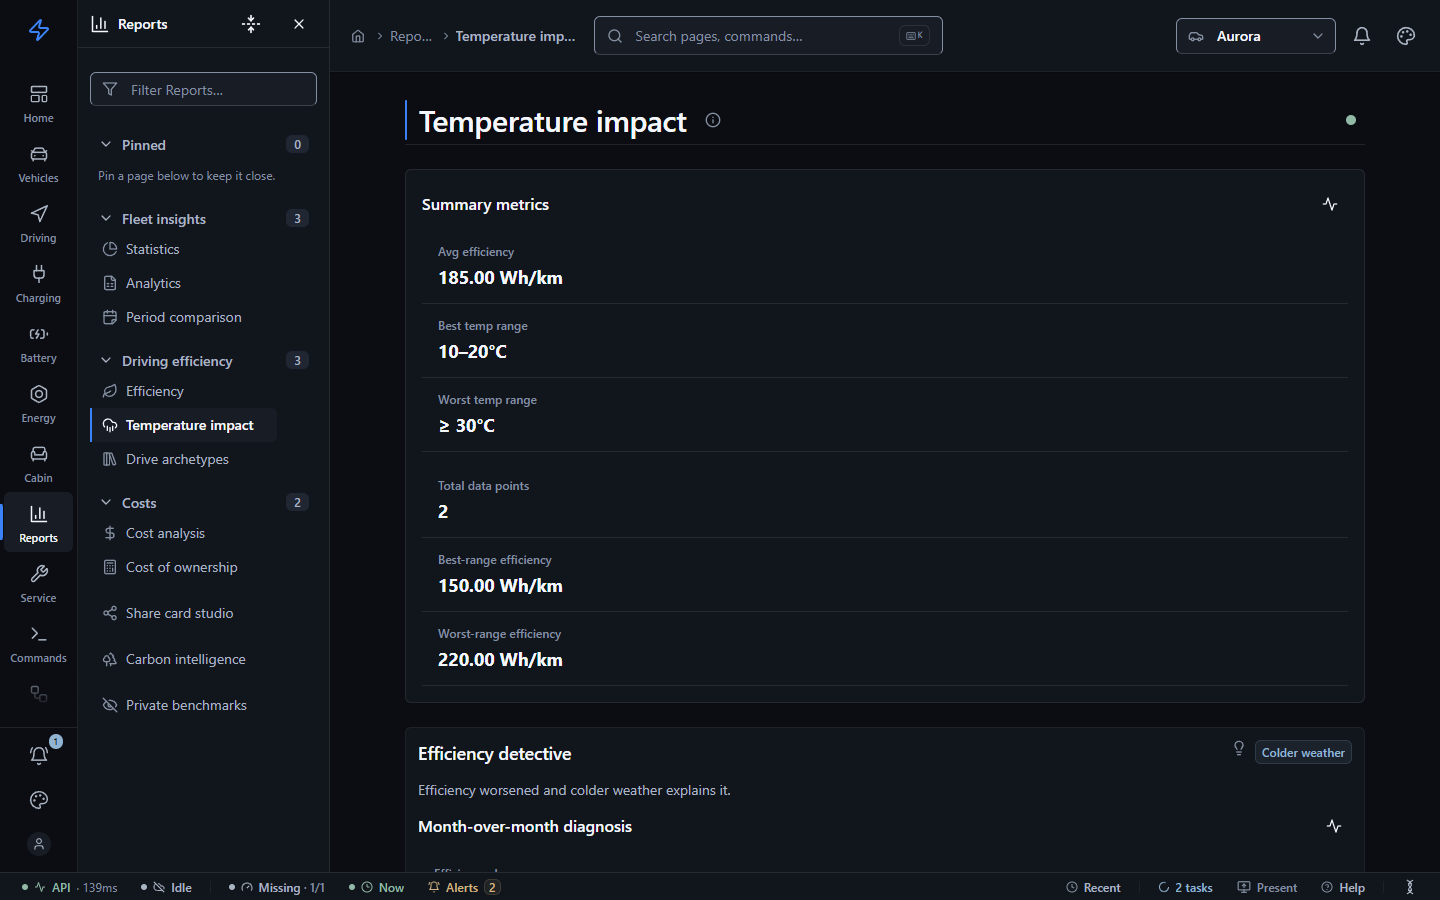 Reports
Repo...
Temperature imp...
Search pages, commands...
K
Aurora
Home
Vehicles
Driving
Charging
Battery
Energy
Cabin
Reports
Service
Commands
1
Filter Reports...
Pinned
0
Pin a page below to keep it close.
Fleet insights
3
Statistics
Analytics
Period comparison
Driving efficiency
3
Efficiency
Temperature impact
Drive archetypes
Costs
2
Cost analysis
Cost of ownership
Share card studio
Carbon intelligence
Private benchmarks
Temperature impact
Summary metrics
Avg efficiency
185.00 Wh/km
Best temp range
10–20°C
Worst temp range
≥ 30°C
Total data points
2
Best-range efficiency
150.00 Wh/km
Worst-range efficiency
220.00 Wh/km
Efficiency detective
Colder weather
Efficiency worsened and colder weather explains it.
Month-over-month diagnosis
API · 139ms
Idle
Missing · 1/1
Now
Alerts 2
Recent
2 tasks
Present
Help